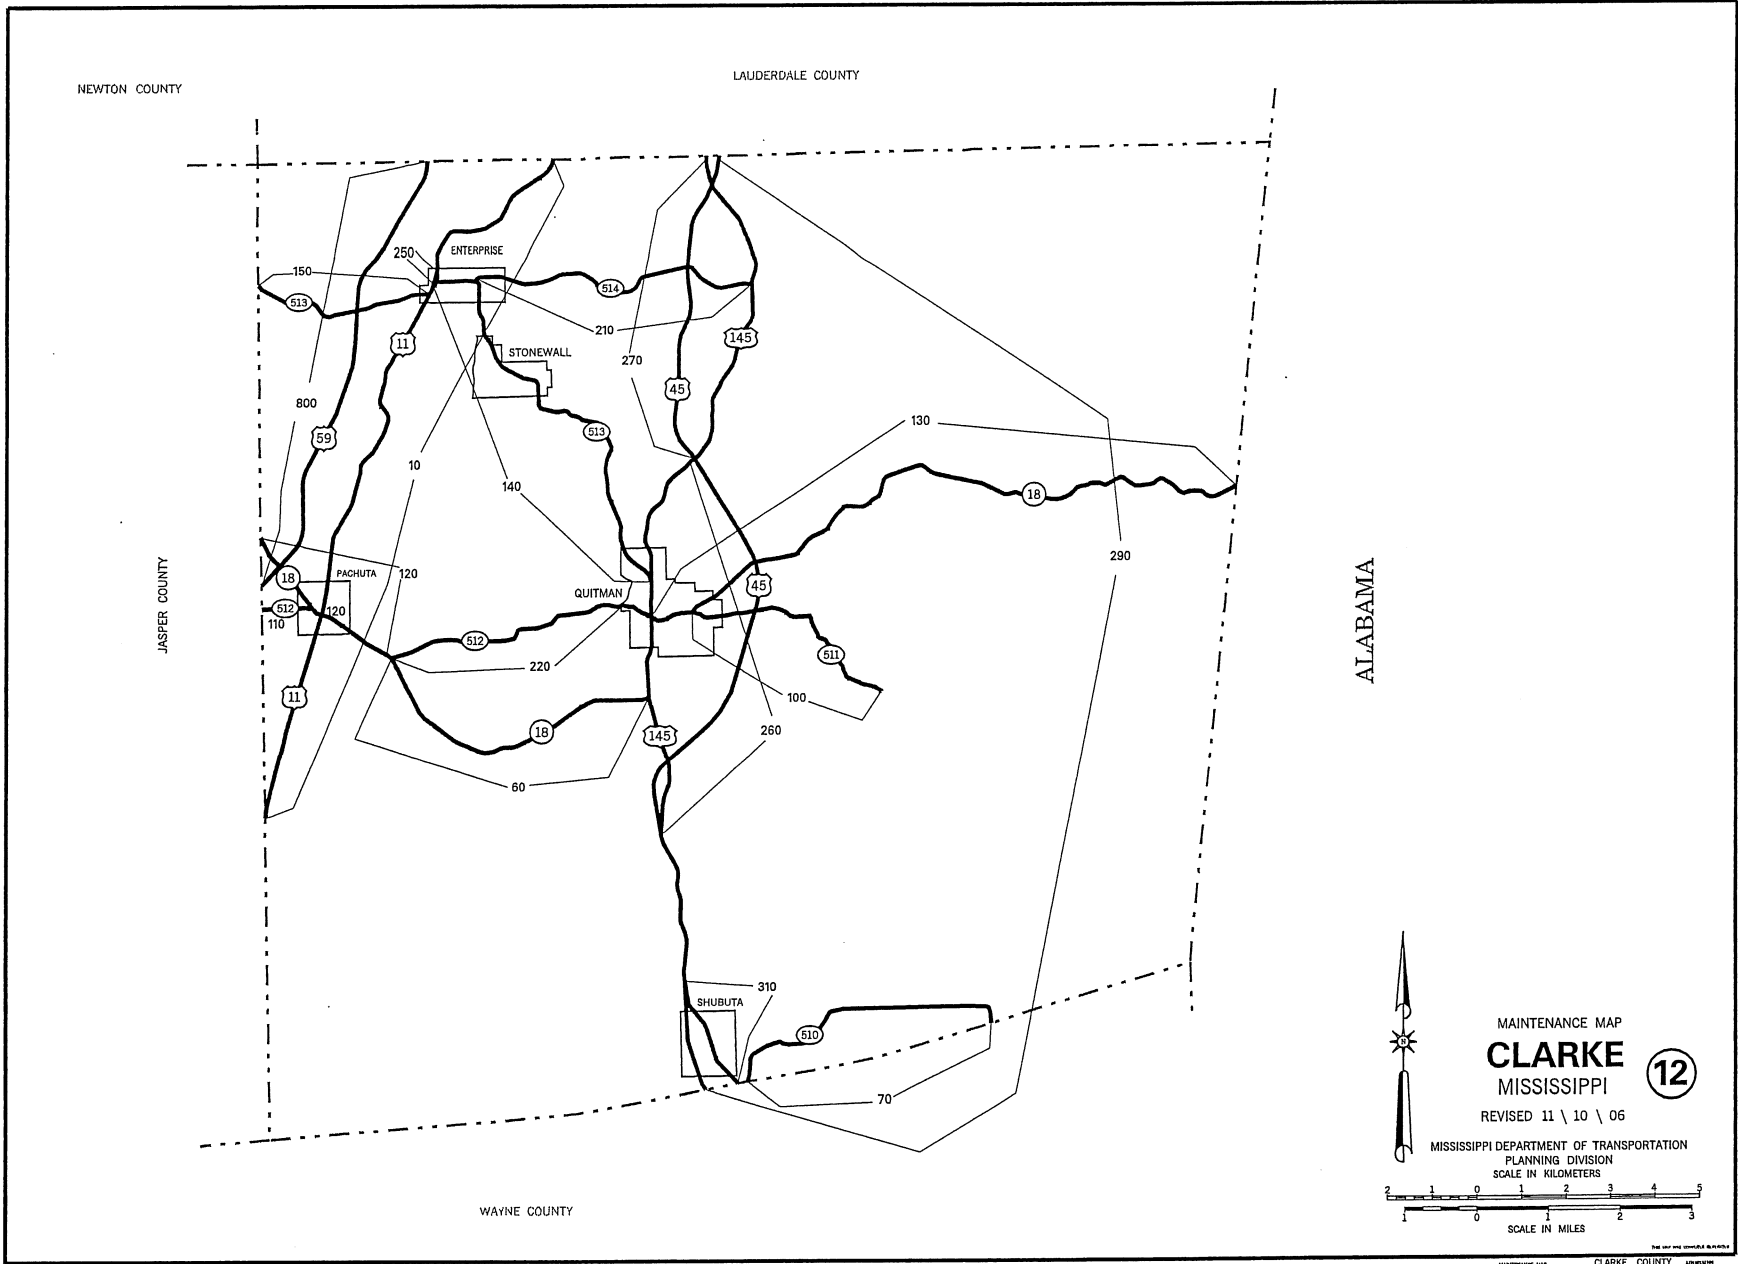 LAUDERDALE COUNTY
NEWTON COUNTY
ENTERPRISE
250
150
513
514
210
145
11
STONEWALL
270
45
800
130
513
59
10
140
18
290
JASPER COUNTY
ALABAMA
18
PACHUTA
120
45
QUITMAN
512
120
110
512
220
511
11
100
18
145
260
60
310
SHUBUTA
510
70
MAINTENANCE MAP
CLARKE
12
MISSISSIPPI
REVISED 11 \ 10 \ 06
N
MISSISSIPPI DEPARTMENT OF TRANSPORTATION
PLANNING DIVISION
SCALE IN KILOMETERS
2 1 0 1 2 3 4 5
1 0 1 2 3
SCALE IN MILES
WAYNE COUNTY
CLARKE COUNTY